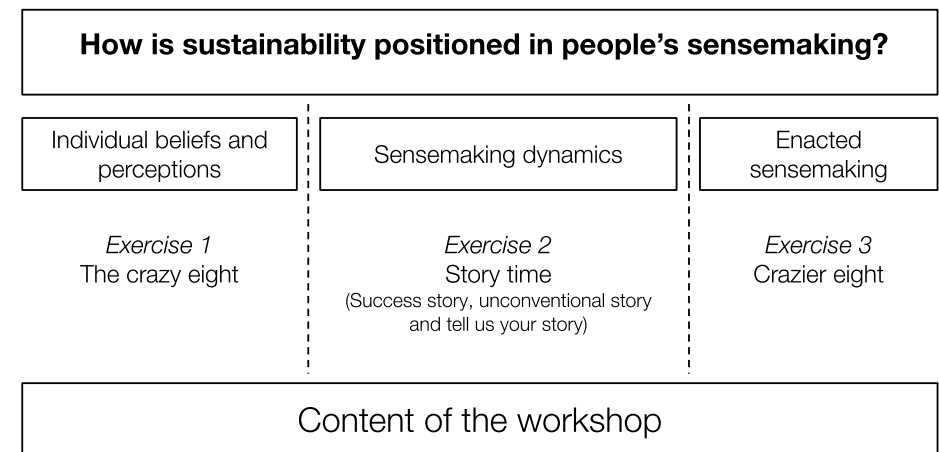 How is sustainability positioned in people’s sensemaking?
Individual beliefs and
perceptions
Sensemaking dynamics
Enacted
sensemaking
Exercise 1
The crazy eight
Exercise 2
Story time
(Success story, unconventional story
and tell us your story)
Exercise 3
Crazier eight
Content of the workshop